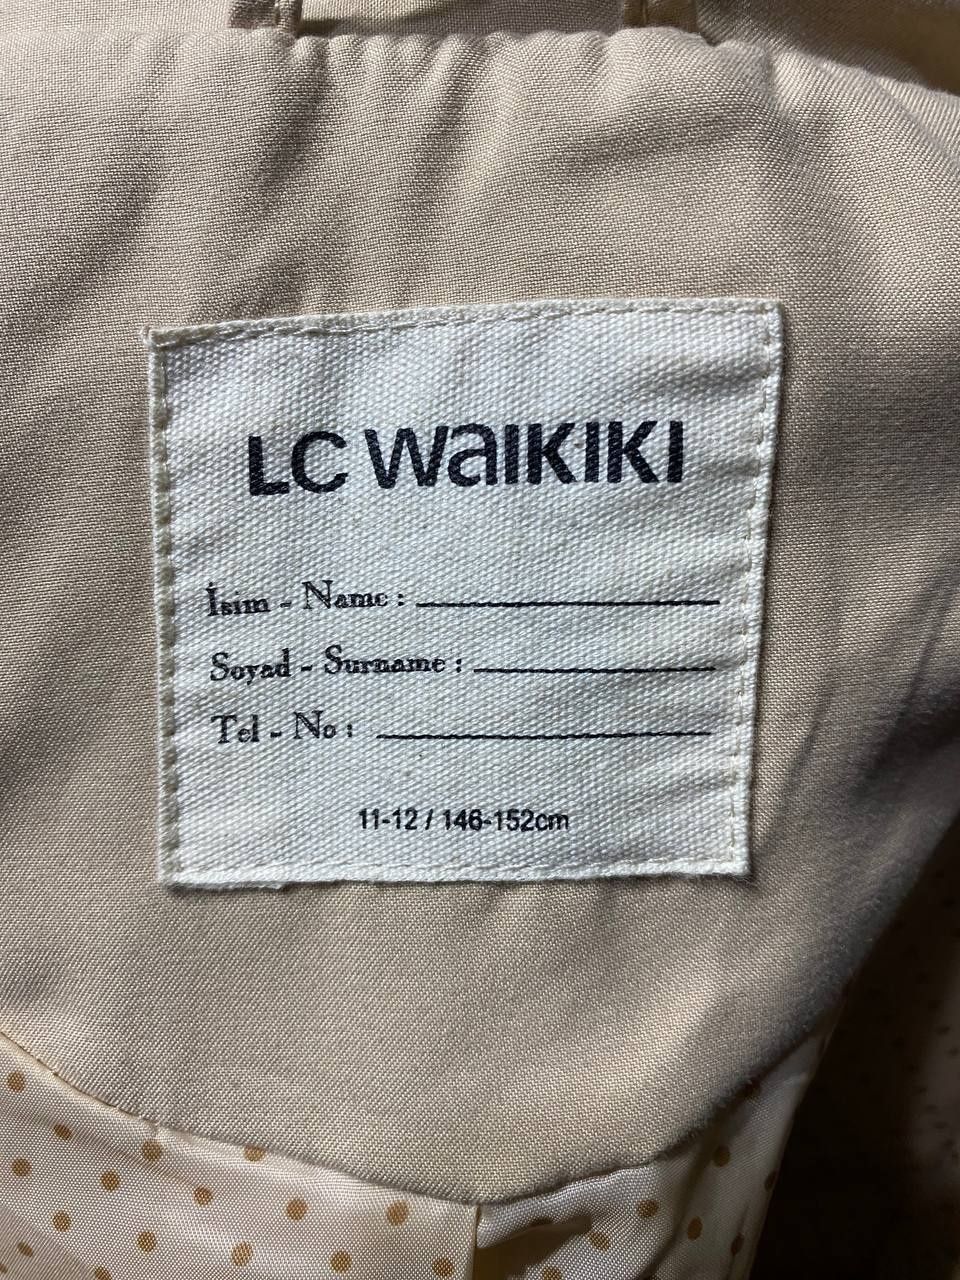 LC Waikiki
İsim - Name :
Soyad - Surname :
Tel - No :
11-12 / 146-152cm